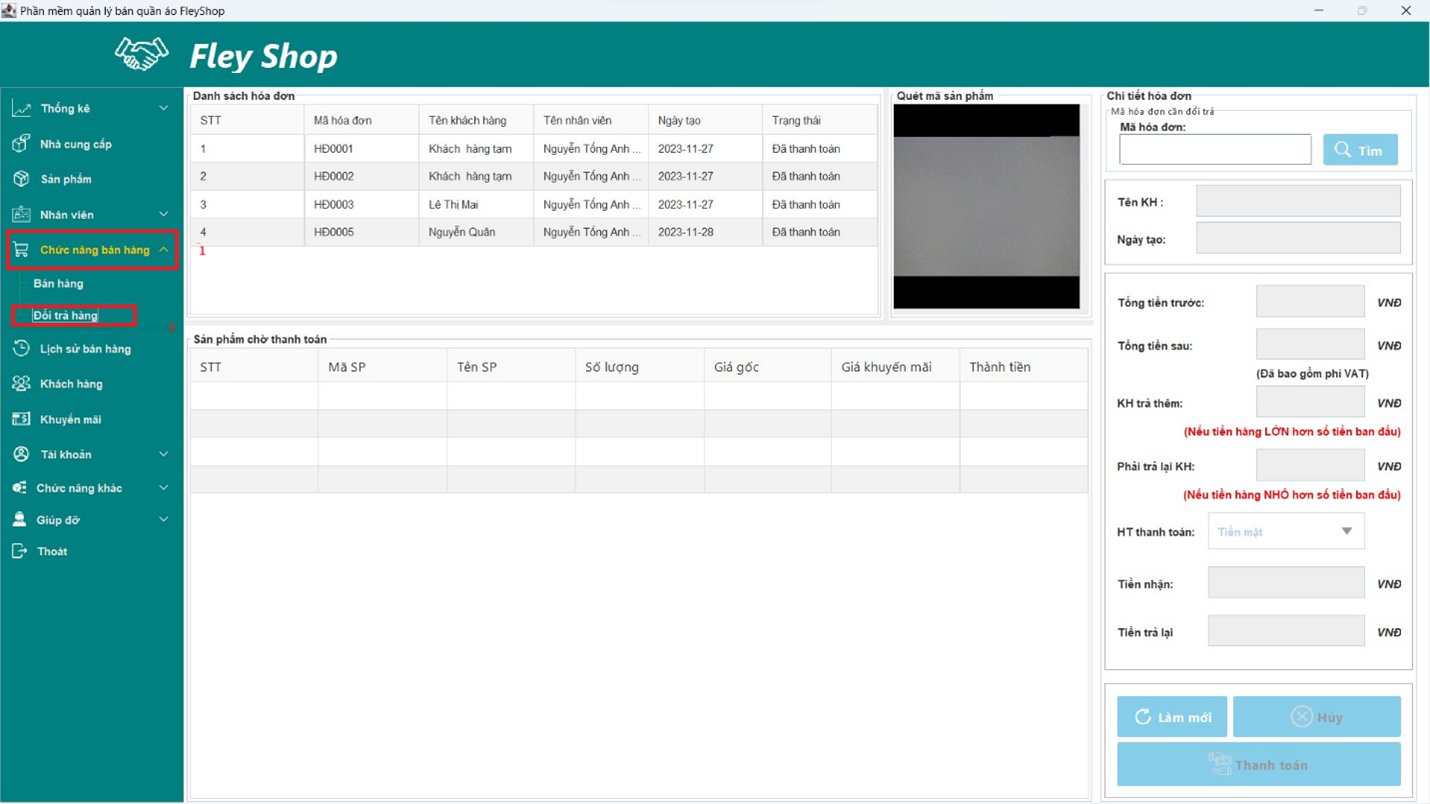 Phần mềm quản lý bán quần áo FleyShop
Fley Shop
Thống kê
Nhà cung cấp
Sản phẩm
Nhân viên
Chức năng bán hàng
Bán hàng
Đổi trả hàng
2
Lịch sử bán hàng
Khách hàng
Khuyến mãi
Tài khoản
Chức năng khác
Giúp đỡ
Thoát
Danh sách hóa đơn
STT Mã hóa đơn Tên khách hàng Tên nhân viên Ngày tạo Trạng thái
1 HĐ0001 Khách hàng tạm Nguyễn Tống Anh ... 2023-11-27 Đã thanh toán
2 HĐ0002 Khách hàng tạm Nguyễn Tống Anh ... 2023-11-27 Đã thanh toán
3 HĐ0003 Lê Thị Mai Nguyễn Tống Anh ... 2023-11-27 Đã thanh toán
4 HĐ0005 Nguyễn Quân Nguyễn Tống Anh ... 2023-11-28 Đã thanh toán
1
Quét mã sản phẩm
Sản phẩm chờ thanh toán
STT Mã SP Tên SP Số lượng Giá gốc Giá khuyến mãi Thành tiền
Chi tiết hóa đơn
Mã hóa đơn cần đổi trả
Mã hóa đơn:
Tìm
Tên KH :
Ngày tạo:
Tổng tiền trước: VNĐ
Tổng tiền sau: VNĐ
(Đã bao gồm phí VAT)
KH trả thêm: VNĐ
(Nếu tiền hàng LỚN hơn số tiền ban đầu)
Phải trả lại KH: VNĐ
(Nếu tiền hàng NHỎ hơn số tiền ban đầu)
HT thanh toán: Tiền mặt
Tiền nhận: VNĐ
Tiền trả lại VNĐ
Làm mới Hủy
Thanh toán